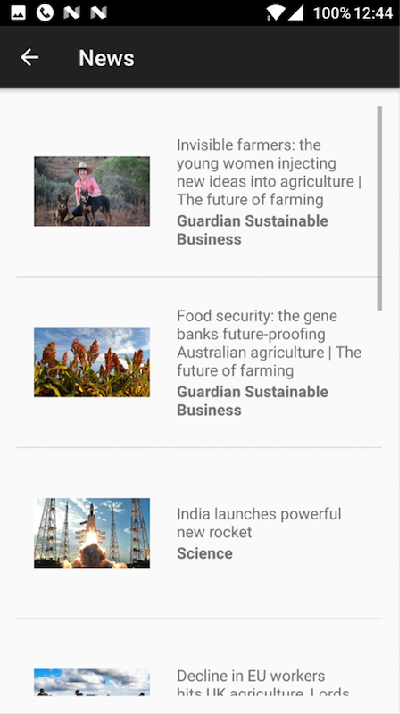 100% 12:44
News
Invisible farmers: the
young women injecting
new ideas into agriculture |
The future of farming
Guardian Sustainable
Business
Food security: the gene
banks future-proofing
Australian agriculture | The
future of farming
Guardian Sustainable
Business
India launches powerful
new rocket
Science
Decline in EU workers
hits UK agriculture, Lords